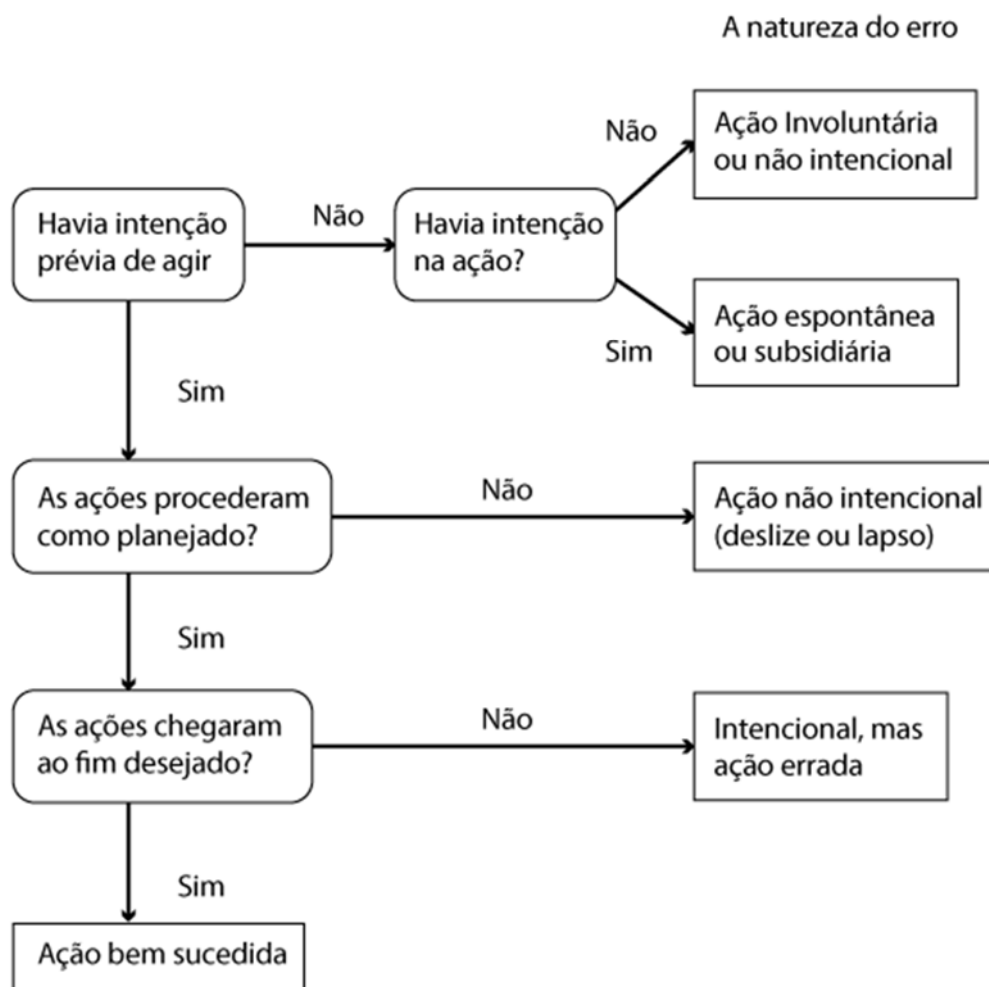 A natureza do erro
Não
Ação Involuntária
ou não intencional
Havia intenção
prévia de agir
Não
Havia intenção
na ação?
Sim
Ação espontânea
ou subsidiária
Sim
As ações procederam
como planejado?
Não
Ação não intencional
(deslize ou lapso)
Sim
As ações chegaram
ao fim desejado?
Não
Intencional, mas
ação errada
Sim
Ação bem sucedida